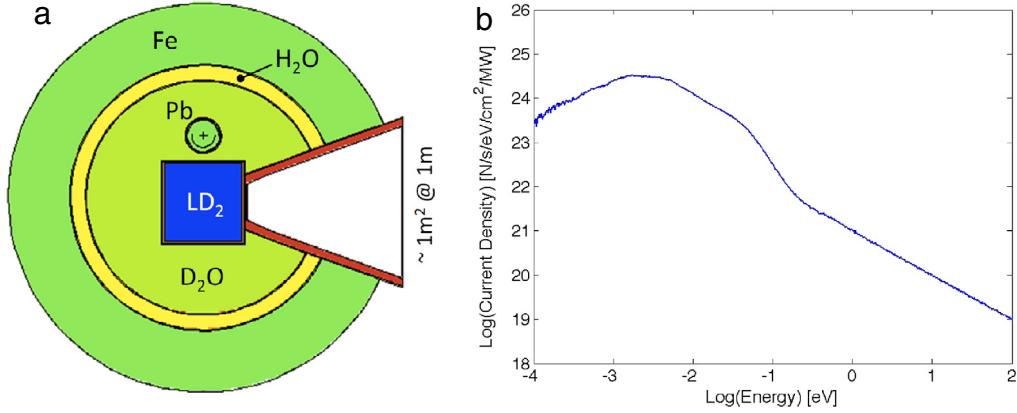 a
Fe
H₂O
Pb
+
LD₂
D₂O
~ 1m² @ 1m
b
Log(Current Density) [N/s/eV/cm²/MW]
26
25
24
23
22
21
20
19
18
-4
-3
-2
-1
0
1
2
Log(Energy) [eV]